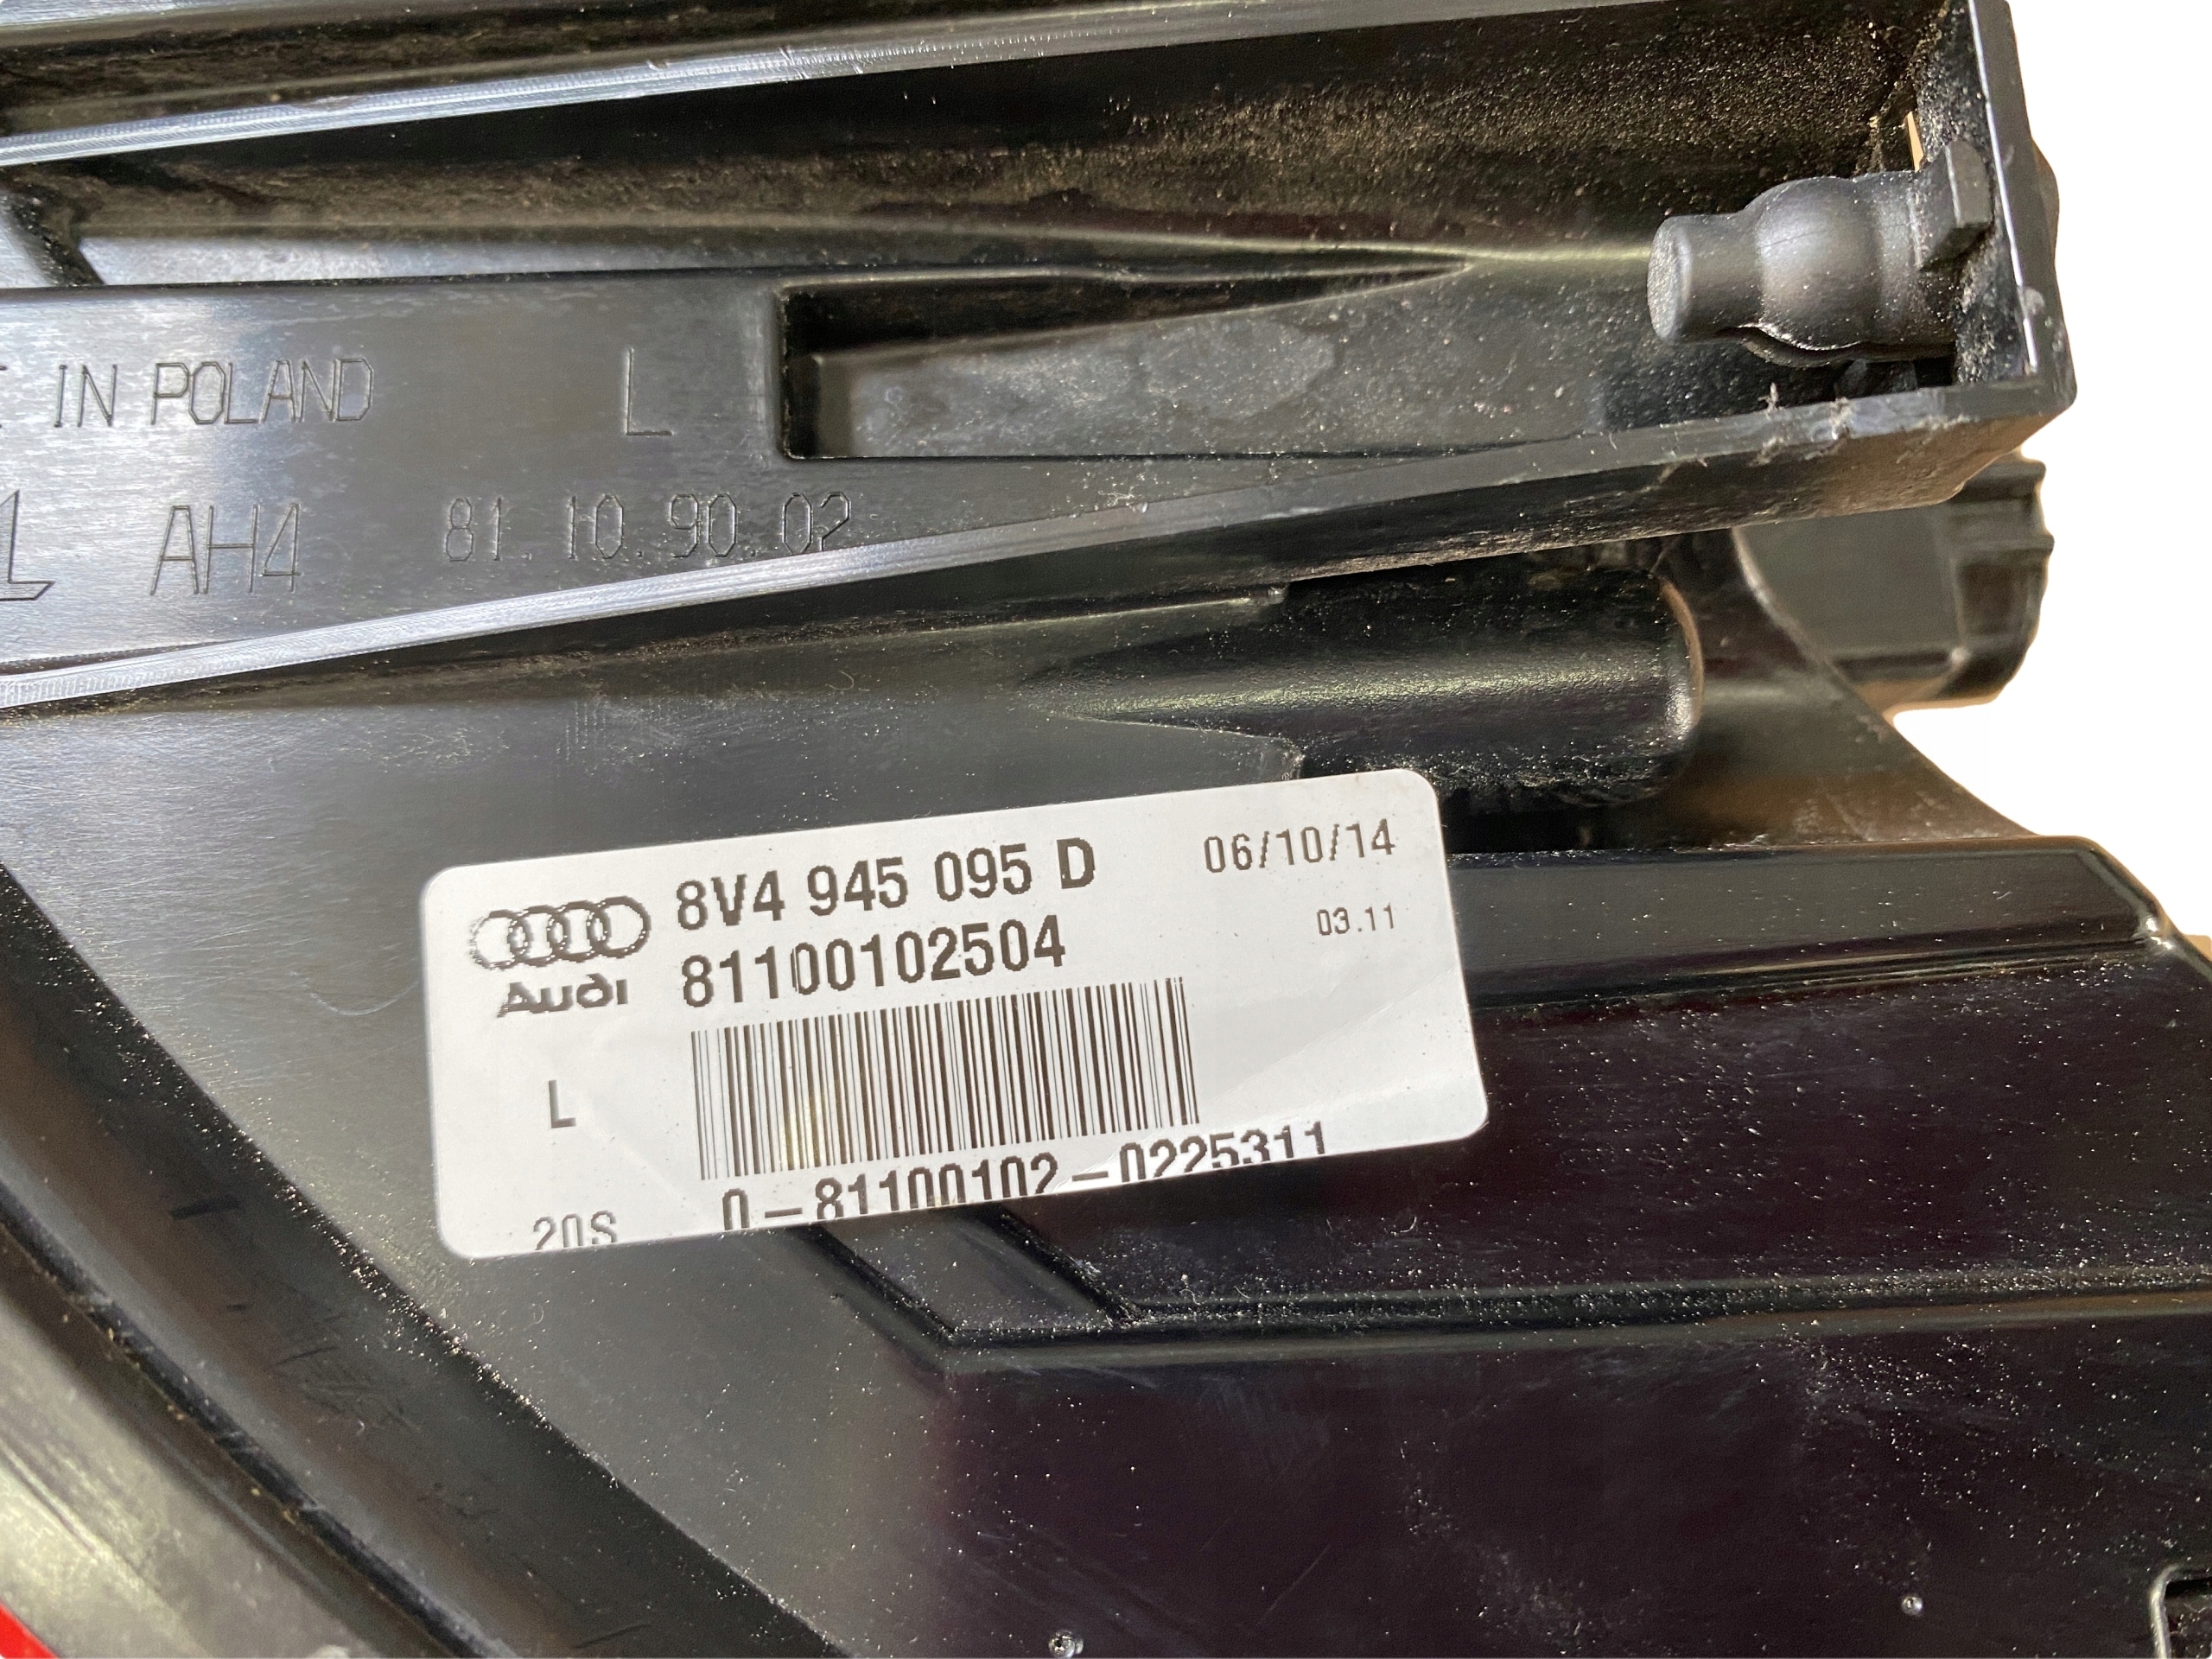 IN POLAND L
AH4 81.10.90.02
8V4 945 095 D 06/10/14
81100102504 03.11
Audi
L
0-81100102-0225311
20S